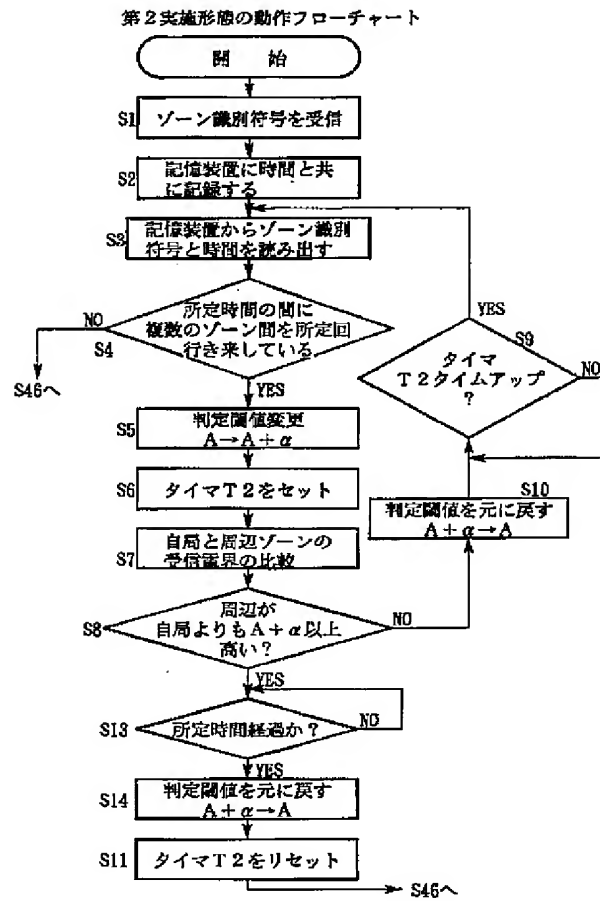 第2実施形態の動作フローチャート
開 始
S1
ゾーン識別符号を受信
S2
記憶装置に時間と共
に記録する
S3
記憶装置からゾーン識別
符号と時間を読み出す
所定時間の間に
複数のゾーン間を所定回
行き来している
NO
S4
S46へ
YES
S5
判定閾値変更
A→A+α
S6
タイマT2をセット
S7
自局と周辺ゾーンの
受信電界の比較
S8
周辺が
自局よりもA+α以上
高い?
NO
YES
S13
所定時間経過か?
NO
YES
S14
判定閾値を元に戻す
A+α→A
S11
タイマT2をリセット
S46へ
YES
S9
タイマ
T2タイムアップ
?
NO
S10
判定閾値を元に戻す
A+α→A